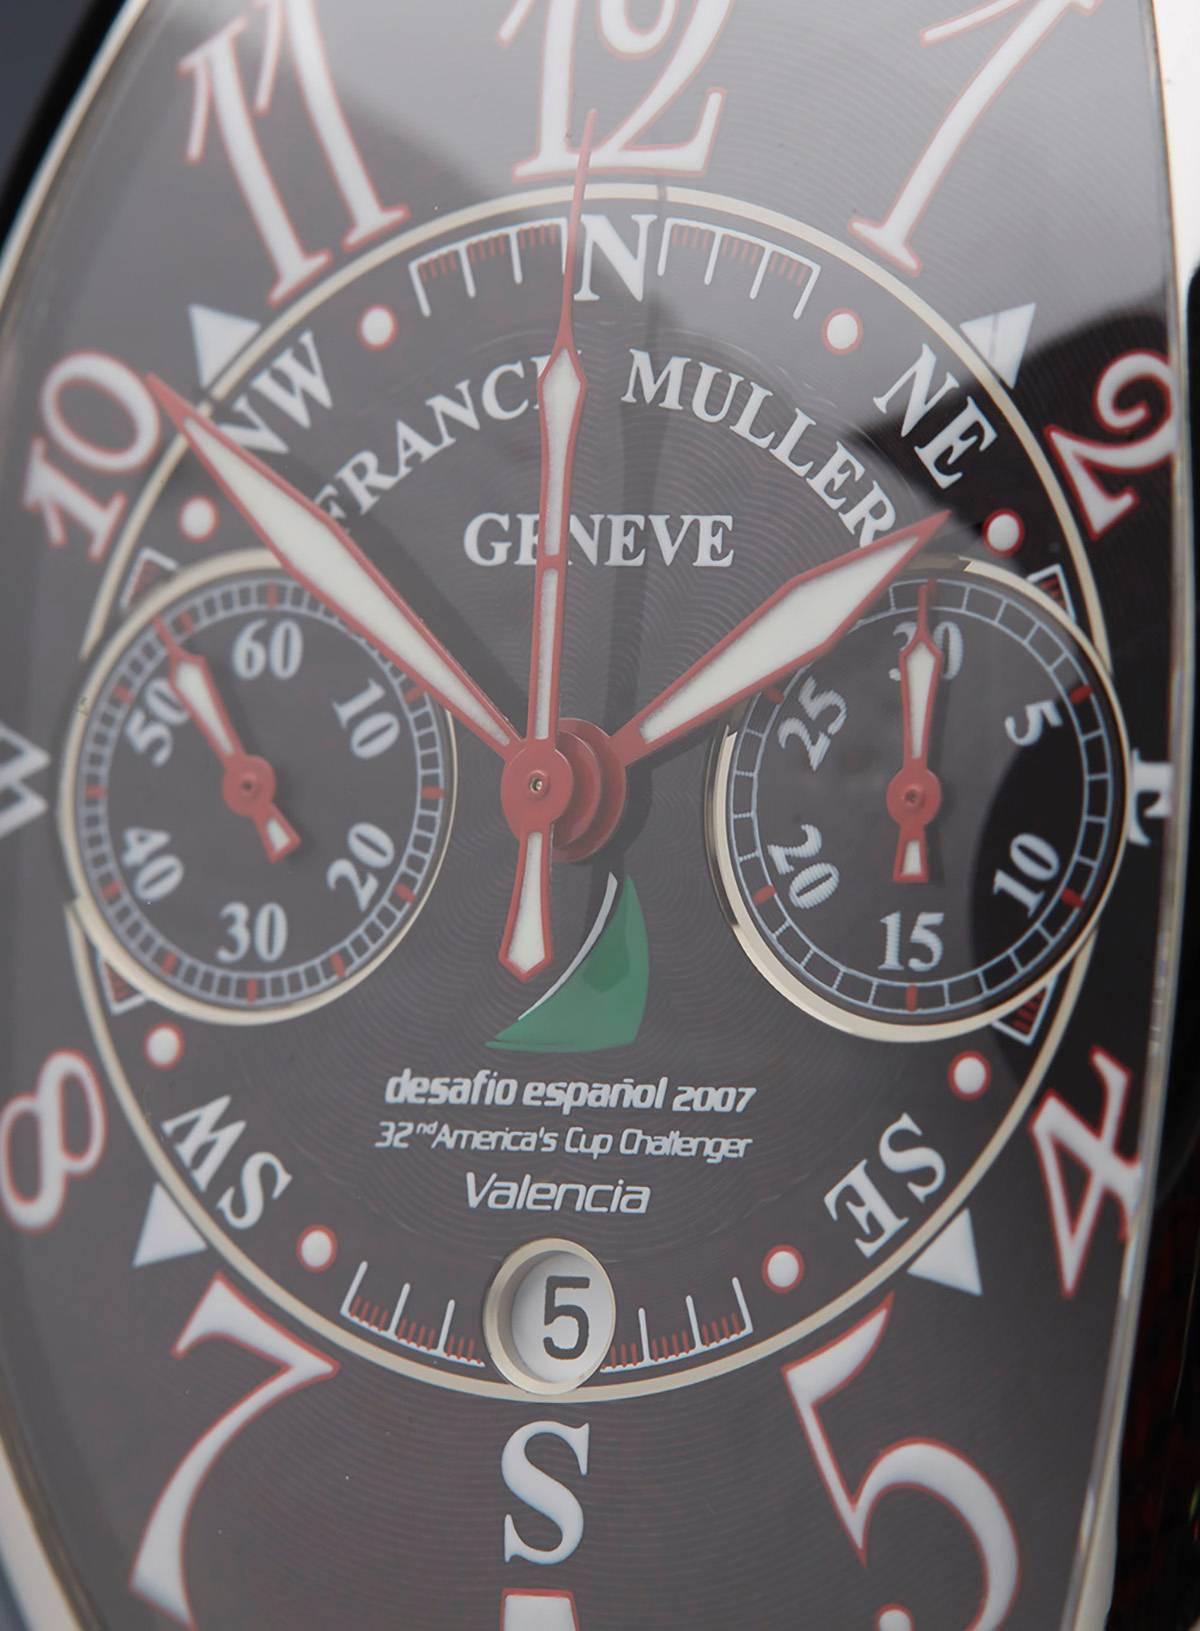 11 12 1
N
NW NE
10 2
FRANCK MULLER
GENEVE
60 10 20 30 40 50
30 5 10 15 20 25
W E
desafío español 2007
32nd America's Cup Challenger
Valencia
8 4
SW SE
5
7 5
S